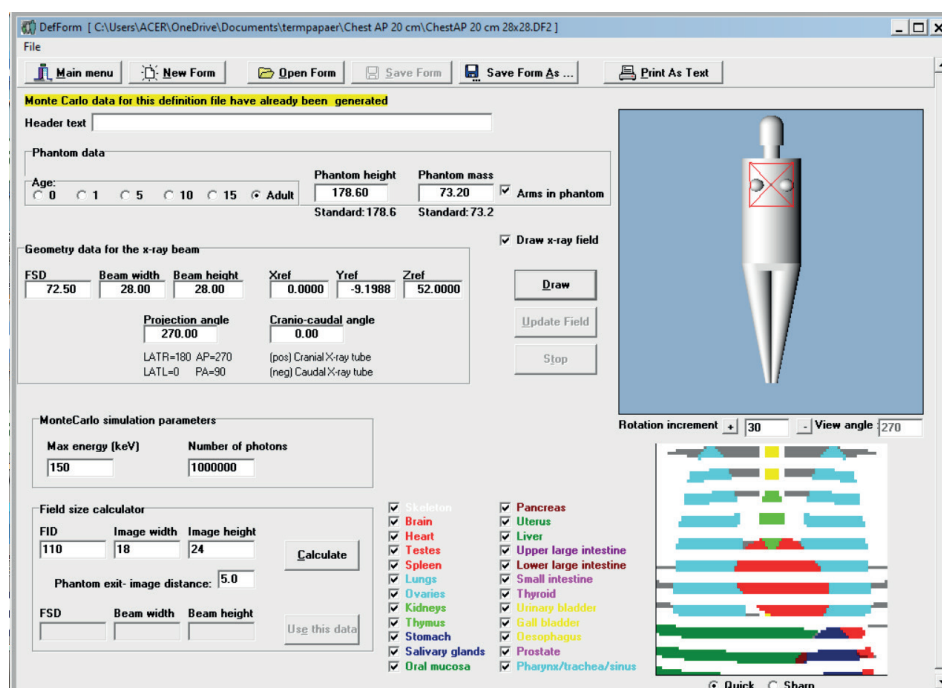 DefForm [ C:\Users\ACER\OneDrive\Documents\termpapaer\Chest AP 20 cm\ChestAP 20 cm 28x28.DF2 ]
File
Main menu New Form Open Form Save Form Save Form As ... Print As Text
Monte Carlo data for this definition file have already been generated
Header text
Phantom data
Age:
0 1 5 10 15 Adult
Phantom height Phantom mass
178.60 73.20 Arms in phantom
Standard: 178.6 Standard: 73.2
Draw x-ray field
Geometry data for the x-ray beam
FSD Beam width Beam height Xref Yref Zref
72.50 28.00 28.00 0.0000 -9.1988 52.0000
Draw
Projection angle Cranio-caudal angle
270.00 0.00
Update Field
LATR=180 AP=270 (pos) Cranial X-ray tube
LATL=0 PA=90 (neg) Caudal X-ray tube
Stop
Rotation increment + 30 - View angle 270
MonteCarlo simulation parameters
Max energy (keV) Number of photons
150 1000000
Field size calculator
FID Image width Image height
110 18 24
Calculate
Phantom exit- image distance: 5.0
FSD Beam width Beam height
Use this data
Skeleton Pancreas
Brain Uterus
Heart Liver
Testes Upper large intestine
Spleen Lower large intestine
Lungs Small intestine
Ovaries Thyroid
Kidneys Urinary bladder
Thymus Gall bladder
Stomach Oesophagus
Salivary glands Prostate
Oral mucosa Pharynx/trachea/sinus
Quick Sharp